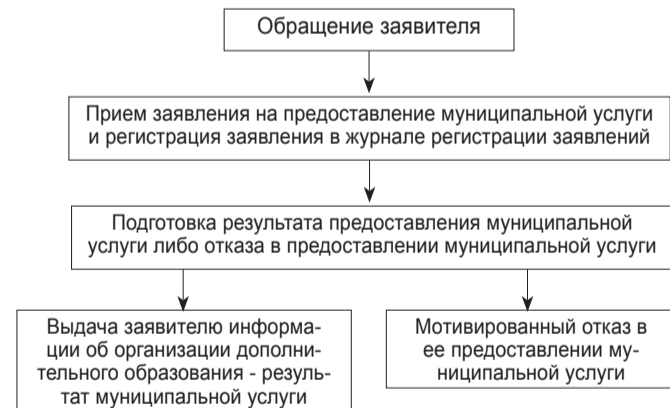 Обращение заявителя
Прием заявления на предоставление муниципальной услуги
и регистрация заявления в журнале регистрации заявлений
Подготовка результата предоставления муниципальной
услуги либо отказа в предоставлении муниципальной услуги
Выдача заявителю информа-
ции об организации дополни-
тельного образования - резуль-
тат муниципальной услуги
Мотивированный отказ в
ее предоставлении му-
ниципальной услуги